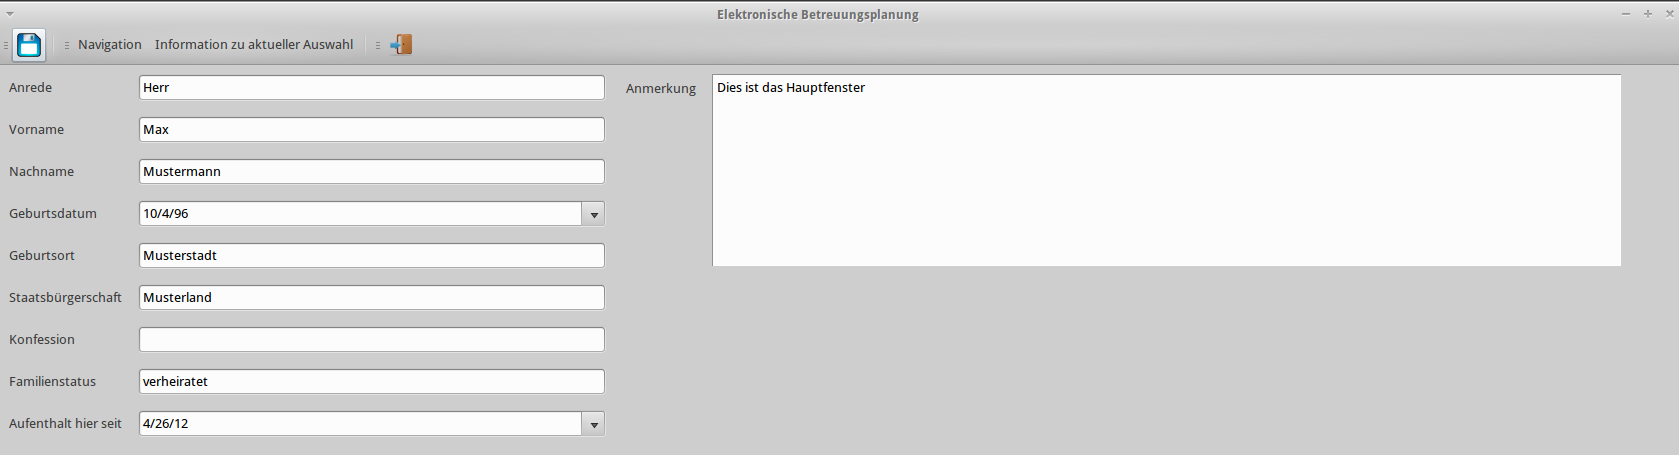 Elektronische Betreuungsplanung
Navigation Information zu aktueller Auswahl
Anrede Herr
Vorname Max
Nachname Mustermann
Geburtsdatum 10/4/96
Geburtsort Musterstadt
Staatsbürgerschaft Musterland
Konfession
Familienstatus verheiratet
Aufenthalt hier seit 4/26/12
Anmerkung Dies ist das Hauptfenster